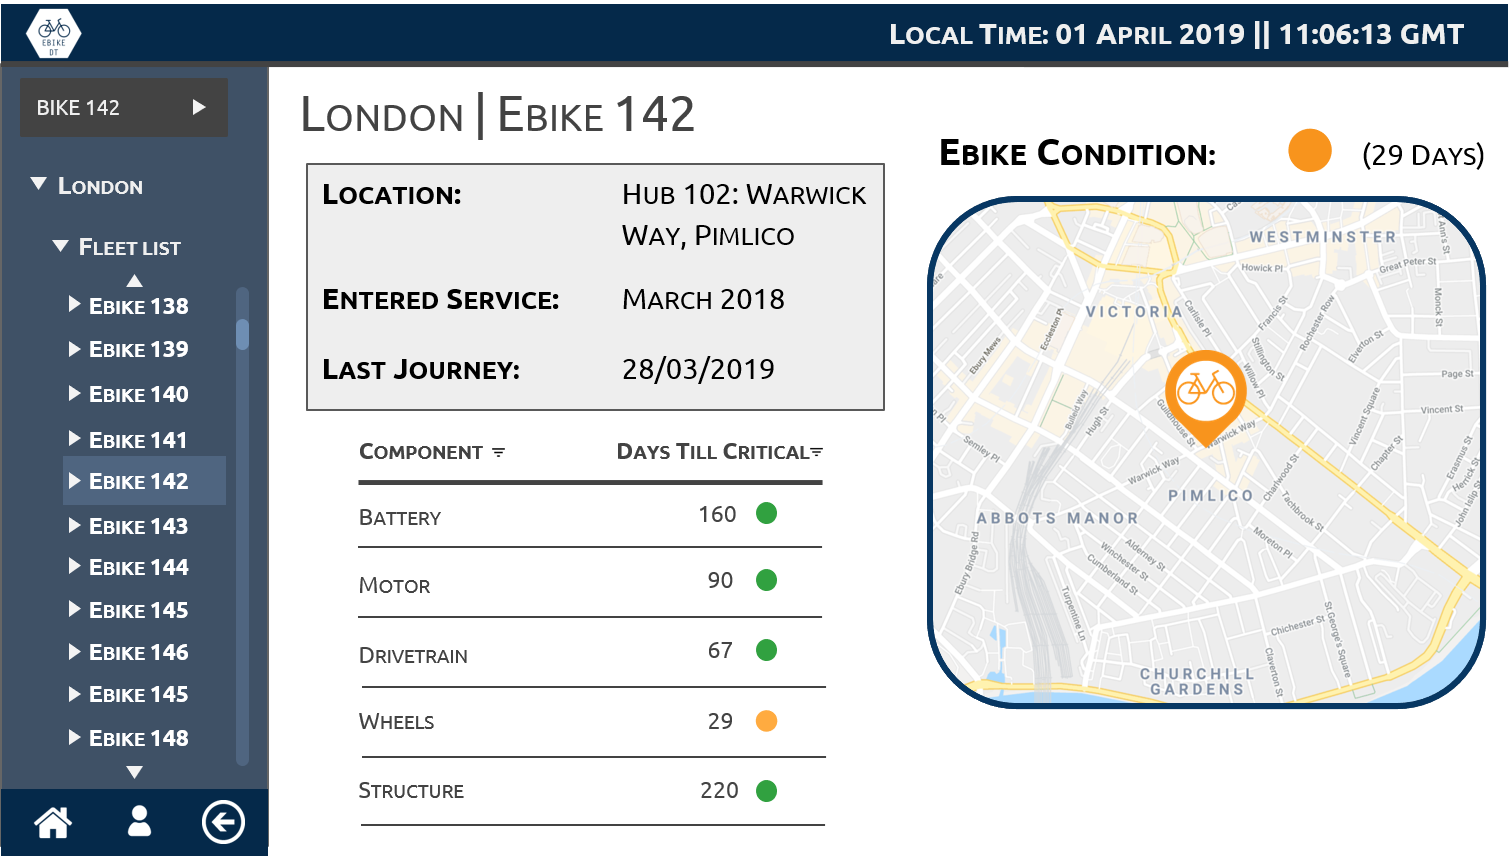 EBIKE
DT
Local Time: 01 April 2019 || 11:06:13 GMT
BIKE 142
London
Fleet list
Ebike 138
Ebike 139
Ebike 140
Ebike 141
Ebike 142
Ebike 143
Ebike 144
Ebike 145
Ebike 146
Ebike 145
Ebike 148
London | Ebike 142
Location: Hub 102: Warwick
Way, Pimlico
Entered Service: March 2018
Last Journey: 28/03/2019
Component Days Till Critical
Battery 160
Motor 90
Drivetrain 67
Wheels 29
Structure 220
Ebike Condition: (29 Days)
WESTMINSTER
Ann's St
Great Peter St
Howick Pl
VICTORIA
Carlisle Pl
Francis St
Rochester Row
Monck St
Eccleston Pl
Ebury Mews
Stillington St
Elverton St
Willow Pl
Page St
Bulleid Way
Hugh St
Guildhouse St
Vincent Square
Vincent St
Warwick Way
Semley Pl
Chapter St
Erasmus St
Herrick St
John Islip St
Warwick Way
Charlwood St
PIMLICO
Tachbrook St
ABBOTS MANOR
Moreton Pl
Alderney St
Winchester St
Cumberland St
Ebury Bridge Rd
Turpentine Ln
Chichester St
St George's Square
Claverton St
CHURCHILL
GARDENS